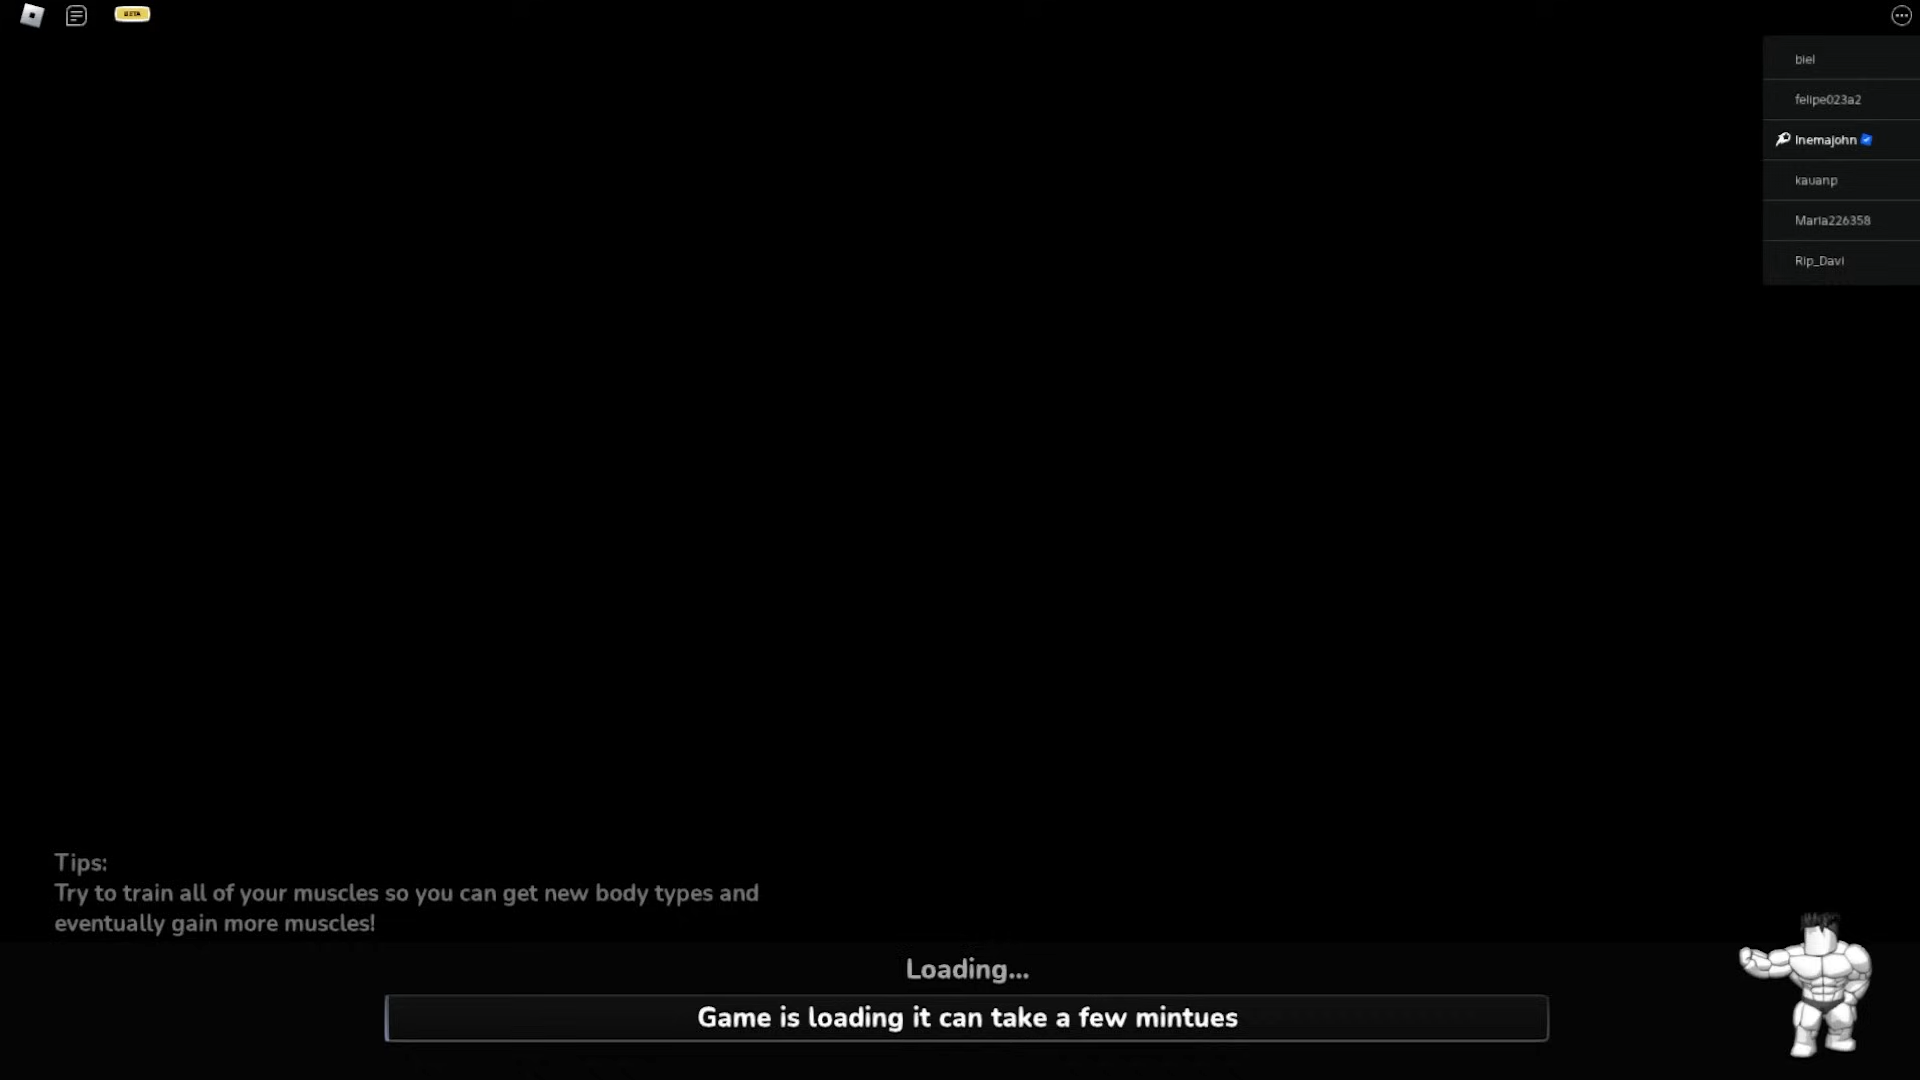 BETA
biel
felipe023a2
Inemajohn
kauanp
Maria226358
Rip_Davi
Tips:
Try to train all of your muscles so you can get new body types and
eventually gain more muscles!
Loading...
Game is loading it can take a few mintues